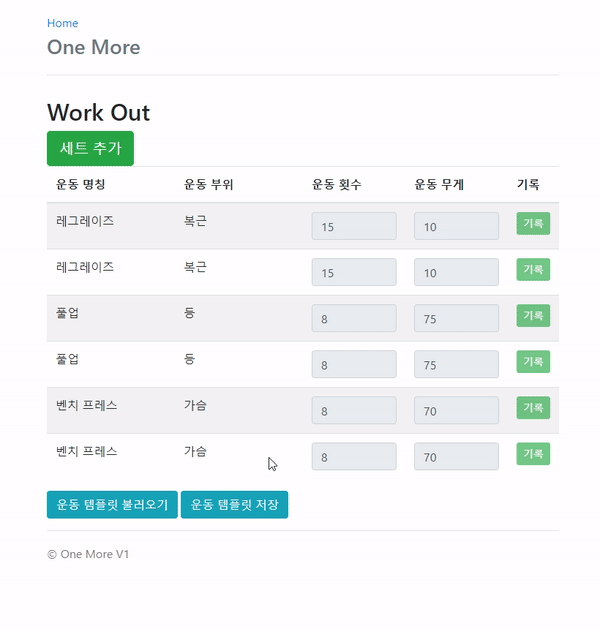 Home
One More
Work Out
세트 추가
운동 명칭 운동 부위 운동 횟수 운동 무게 기록
레그레이즈 복근 15 10 기록
레그레이즈 복근 15 10 기록
풀업 등 8 75 기록
풀업 등 8 75 기록
벤치 프레스 가슴 8 70 기록
벤치 프레스 가슴 8 70 기록
운동 템플릿 불러오기 운동 템플릿 저장
© One More V1